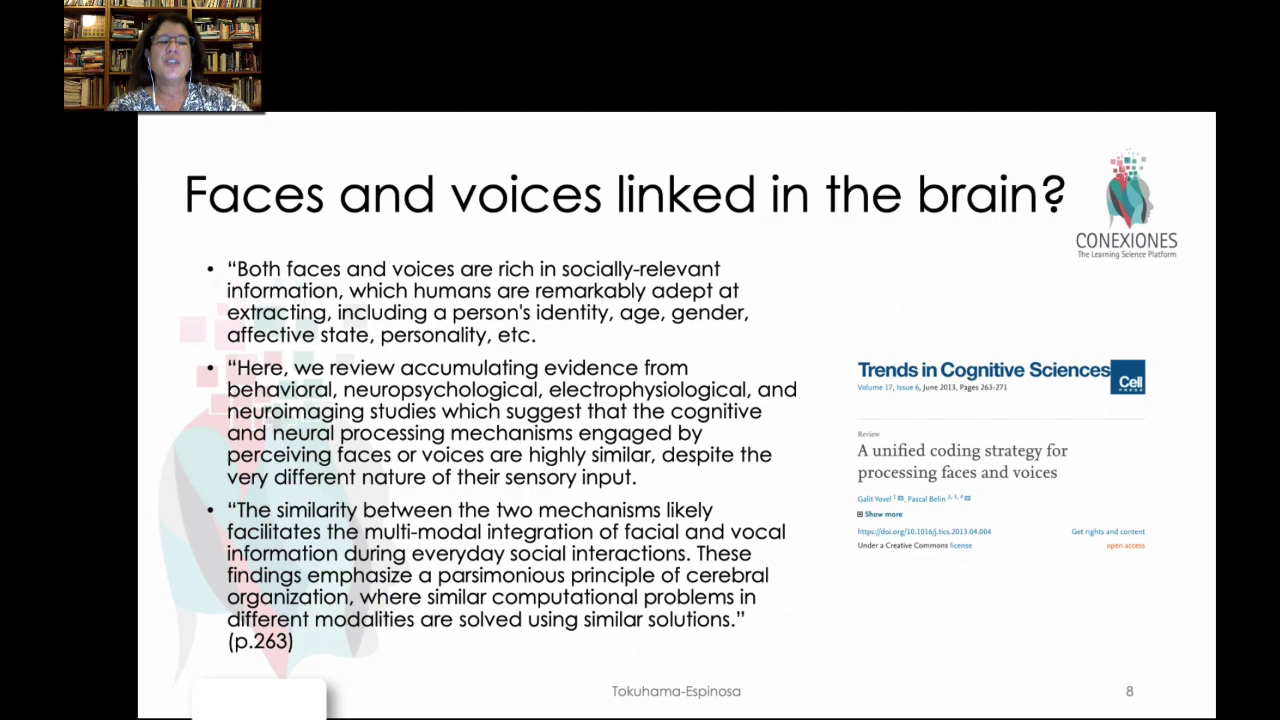 Faces and voices linked in the brain?
CONEXIONES
The Learning Science Platform
• “Both faces and voices are rich in socially-relevant
information, which humans are remarkably adept at
extracting, including a person's identity, age, gender,
affective state, personality, etc.
• “Here, we review accumulating evidence from
behavioral, neuropsychological, electrophysiological, and
neuroimaging studies which suggest that the cognitive
and neural processing mechanisms engaged by
perceiving faces or voices are highly similar, despite the
very different nature of their sensory input.
• “The similarity between the two mechanisms likely
facilitates the multi-modal integration of facial and vocal
information during everyday social interactions. These
findings emphasize a parsimonious principle of cerebral
organization, where similar computational problems in
different modalities are solved using similar solutions.”
(p.263)
Trends in Cognitive Sciences
Cell
PRESS
Volume 17, Issue 6, June 2013, Pages 263-271
Review
A unified coding strategy for
processing faces and voices
Galit Yovel 1, Pascal Belin 2, 3, 4
Show more
https://doi.org/10.1016/j.tics.2013.04.004 Get rights and content
Under a Creative Commons license open access
Tokuhama-Espinosa 8